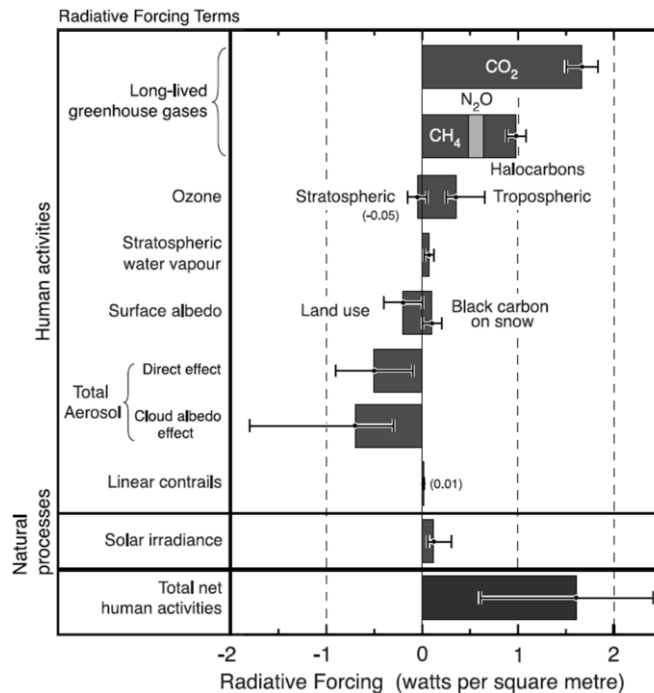 Radiative Forcing Terms
Long-lived
greenhouse gases
CO2
N2O
CH4
Halocarbons
Ozone
Stratospheric
(-0.05)
Tropospheric
Stratospheric
water vapour
Surface albedo
Land use
Black carbon
on snow
Human activities
Total
Aerosol
Direct effect
Cloud albedo
effect
Linear contrails
(0.01)
Natural
processes
Solar irradiance
Total net
human activities
-2 -1 0 1 2
Radiative Forcing (watts per square metre)